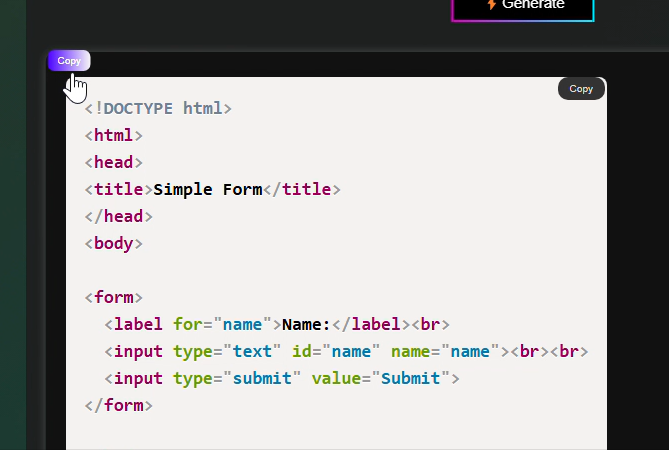 Generate
Copy
Copy
<!DOCTYPE html>
<html>
<head>
<title>Simple Form</title>
</head>
<body>
<form>
  <label for="name">Name:</label><br>
  <input type="text" id="name" name="name"><br><br>
  <input type="submit" value="Submit">
</form>